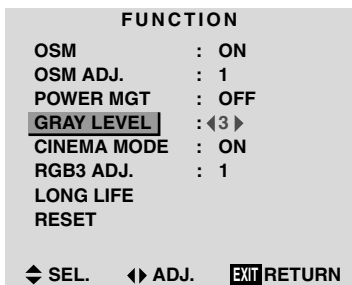 FUNCTION
OSM : ON
OSM ADJ. : 1
POWER MGT : OFF
GRAY LEVEL : ◀3▶
CINEMA MODE : ON
RGB3 ADJ. : 1
LONG LIFE
RESET
SEL. ADJ. EXIT RETURN